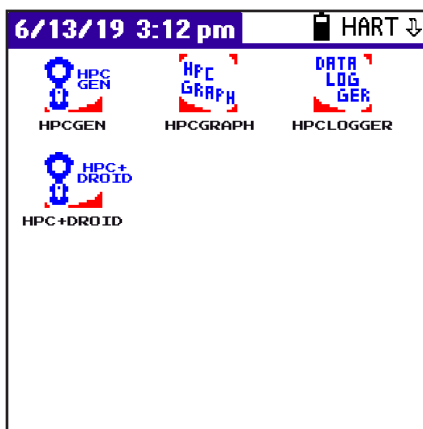 6/13/19 3:12 pm HART
HPC GEN
HPC GRAPH
DATA LOG GER
HPCGEN HPCGRAPH HPCLOGGER
HPC+ DROID
HPC+DROID